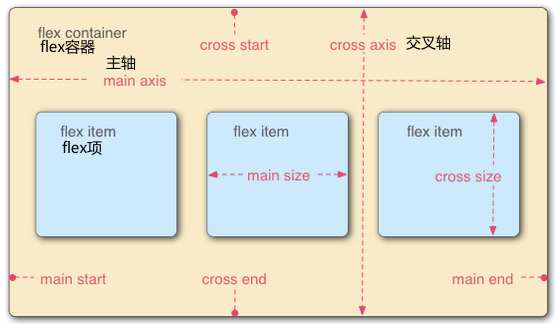 flex container
flex容器
cross start
cross axis
交叉轴
主轴
main axis
flex item
flex项
flex item
flex item
main size
cross size
main start
cross end
main end